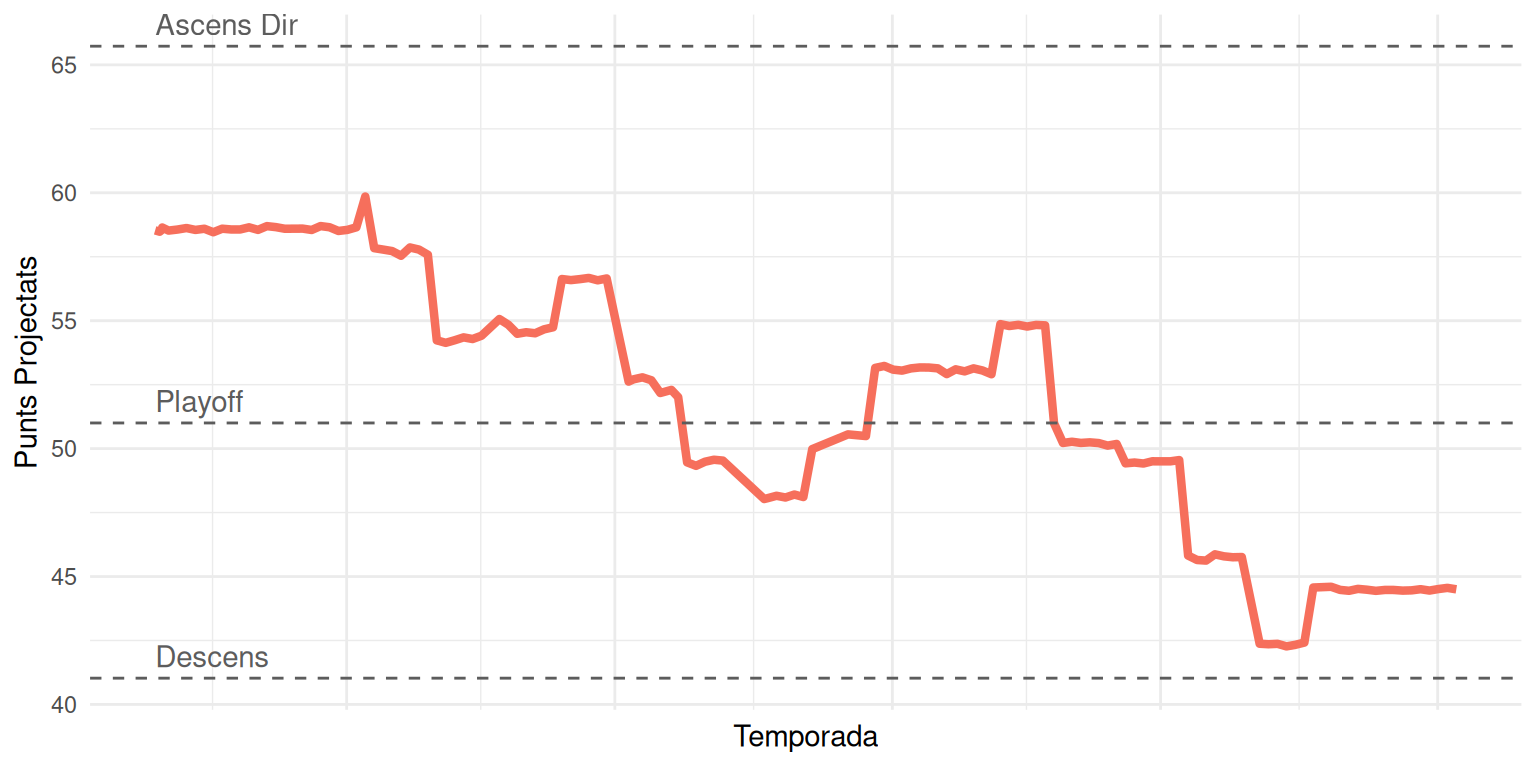 Ascens Dir
65
60
55
Playoff
50
45
Descens
40
Punts Projectats
Temporada